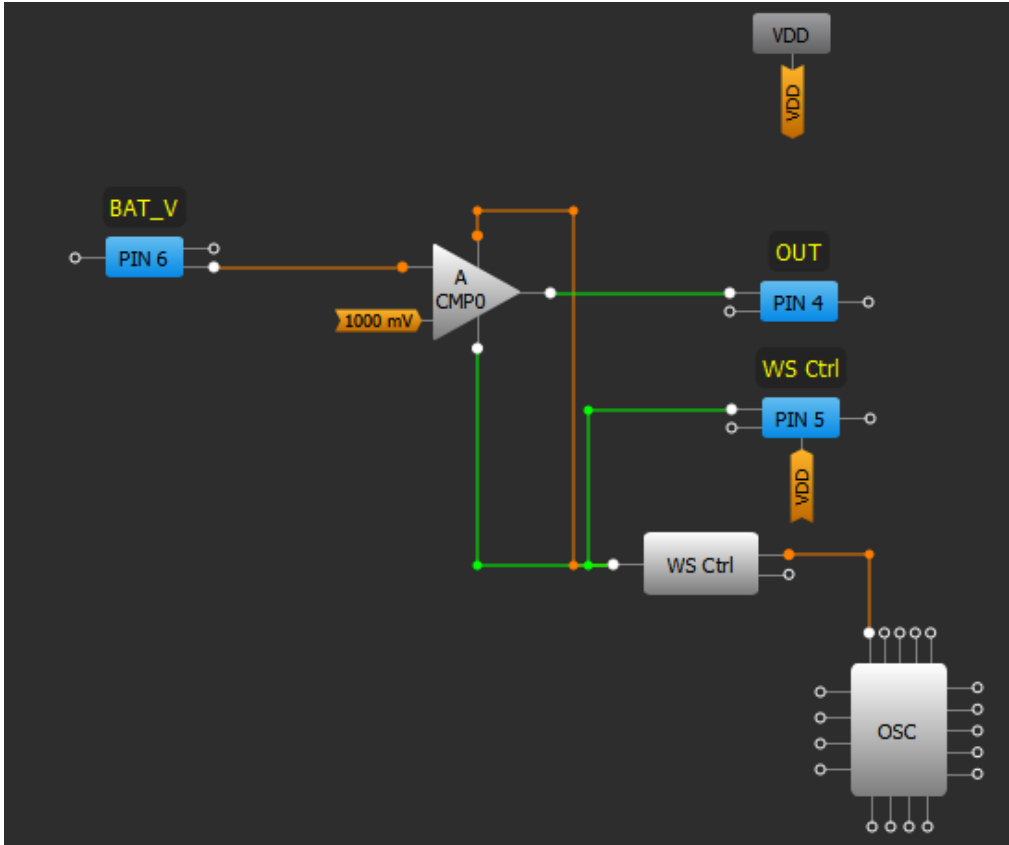 VDD
VDD
BAT_V
PIN 6
A
CMP0
1000 mV
OUT
PIN 4
WS Ctrl
PIN 5
VDD
WS Ctrl
OSC